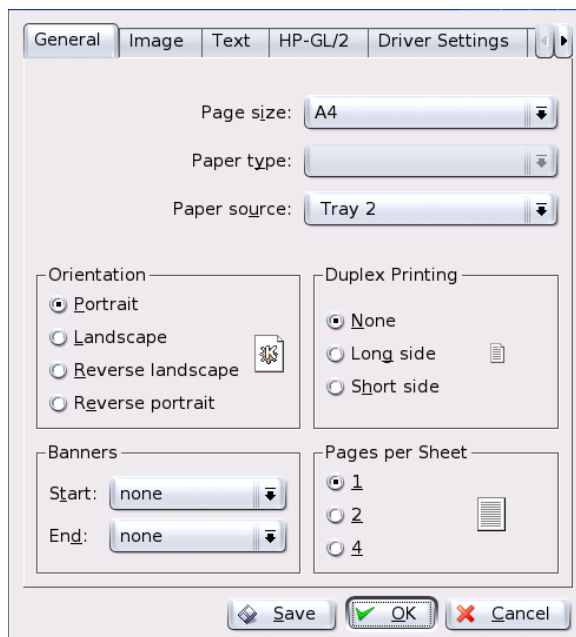 General Image Text HP-GL/2 Driver Settings
Page size: A4
Paper type:
Paper source: Tray 2
Orientation
Portrait
Landscape
Reverse landscape
Reverse portrait
Duplex Printing
None
Long side
Short side
Banners
Start: none
End: none
Pages per Sheet
1
2
4
Save OK Cancel